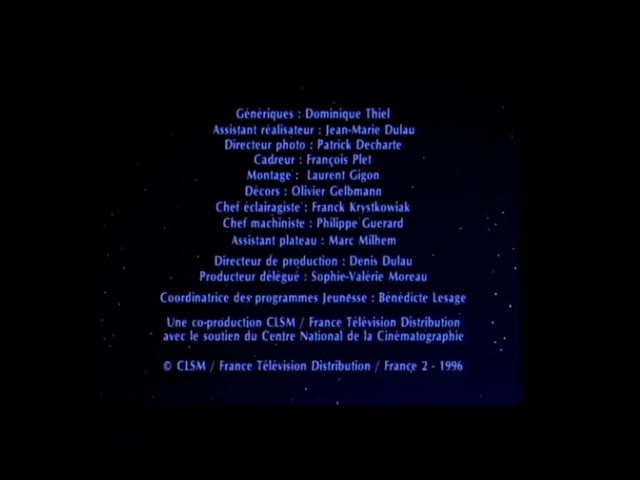 Génériques : Dominique Thiel
Assistant réalisateur : Jean-Marie Dulau
Directeur photo : Patrick Decharte
Cadreur : François Plet
Montage : Laurent Gigon
Décors : Olivier Gelbmann
Chef éclairagiste : Franck Krystkowiak
Chef machiniste : Philippe Guerard
Assistant plateau : Marc Milhem
Directeur de production : Denis Dulau
Producteur délégué : Sophie-Valérie Moreau
Coordinatrice des programmes Jeunesse : Bénédicte Lesage
Une co-production CLSM / France Télévision Distribution
avec le soutien du Centre National de la Cinématographie
© CLSM / France Télévision Distribution / France 2 - 1996